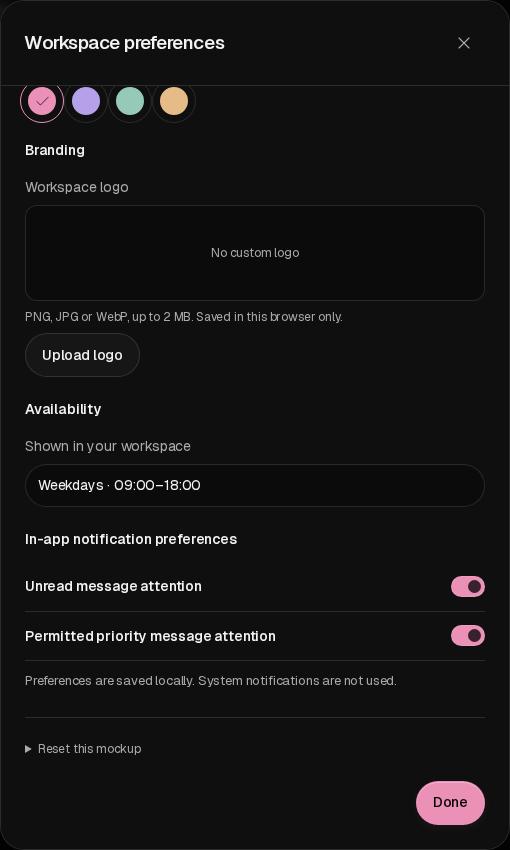 Workspace preferences
Branding
Workspace logo
No custom logo
PNG, JPG or WebP, up to 2 MB. Saved in this browser only.
Upload logo
Availability
Shown in your workspace
Weekdays · 09:00–18:00
In-app notification preferences
Unread message attention
Permitted priority message attention
Preferences are saved locally. System notifications are not used.
Reset this mockup
Done